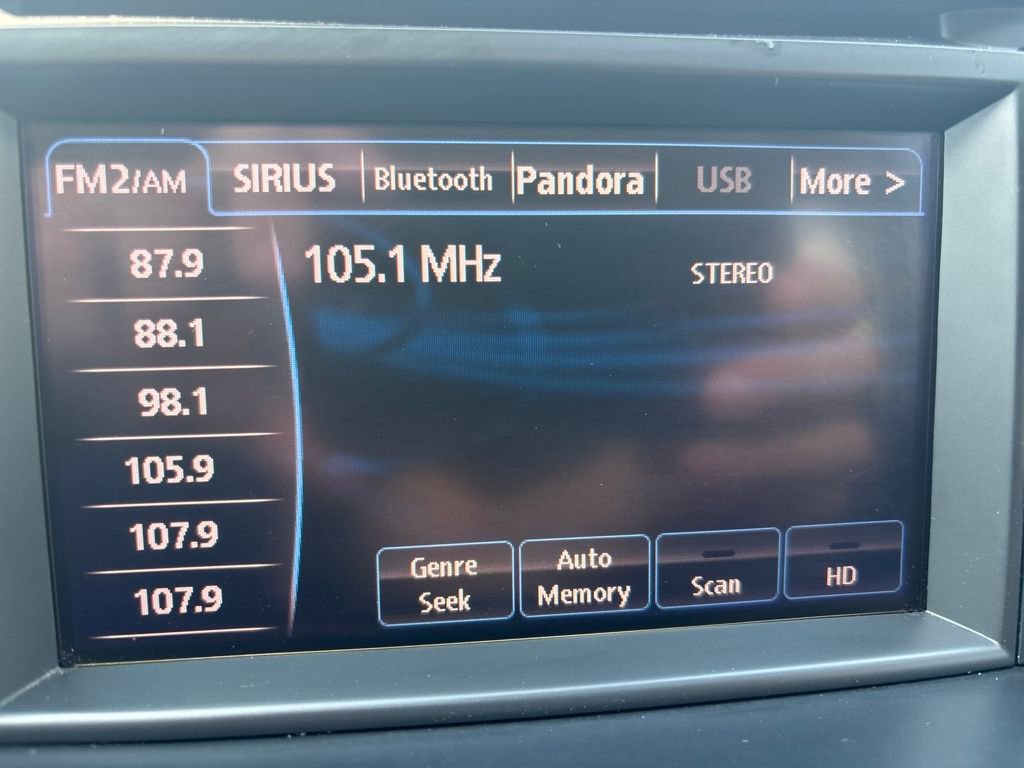 FM2/AM SIRIUS Bluetooth Pandora USB More >
105.1 MHz STEREO
87.9
88.1
98.1
105.9
107.9
107.9
Genre Seek
Auto Memory
Scan
HD